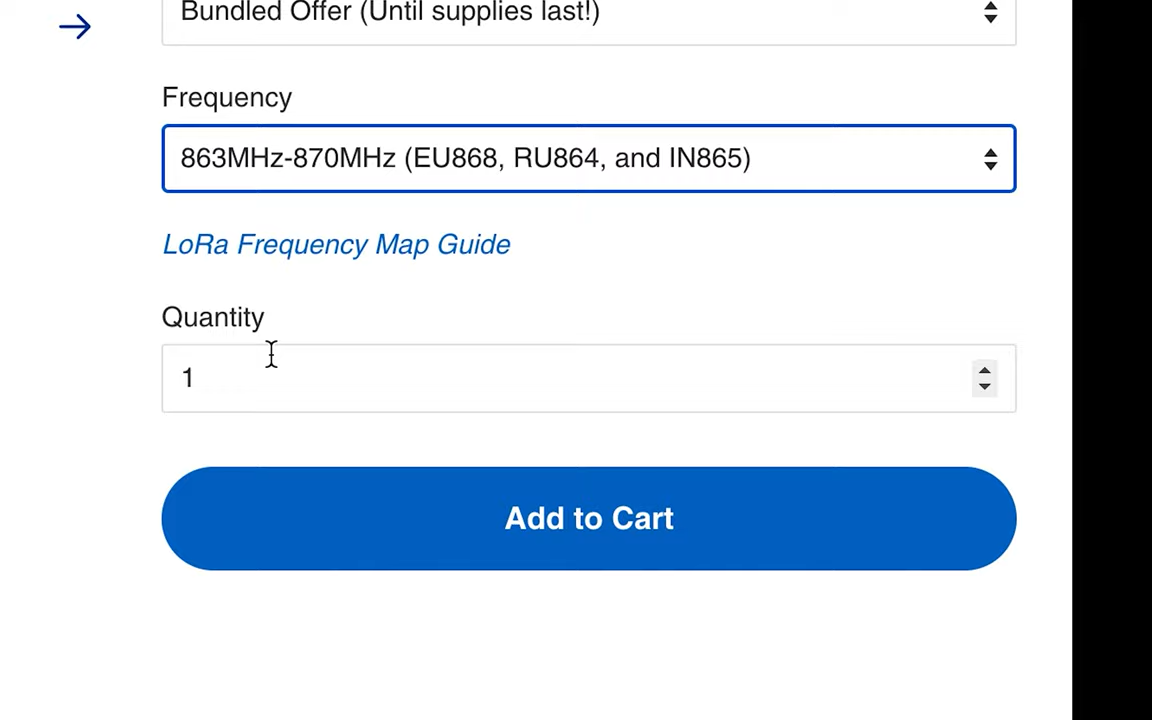 Bundled Offer (Until supplies last!)
Frequency
863MHz-870MHz (EU868, RU864, and IN865)
LoRa Frequency Map Guide
Quantity
1
Add to Cart